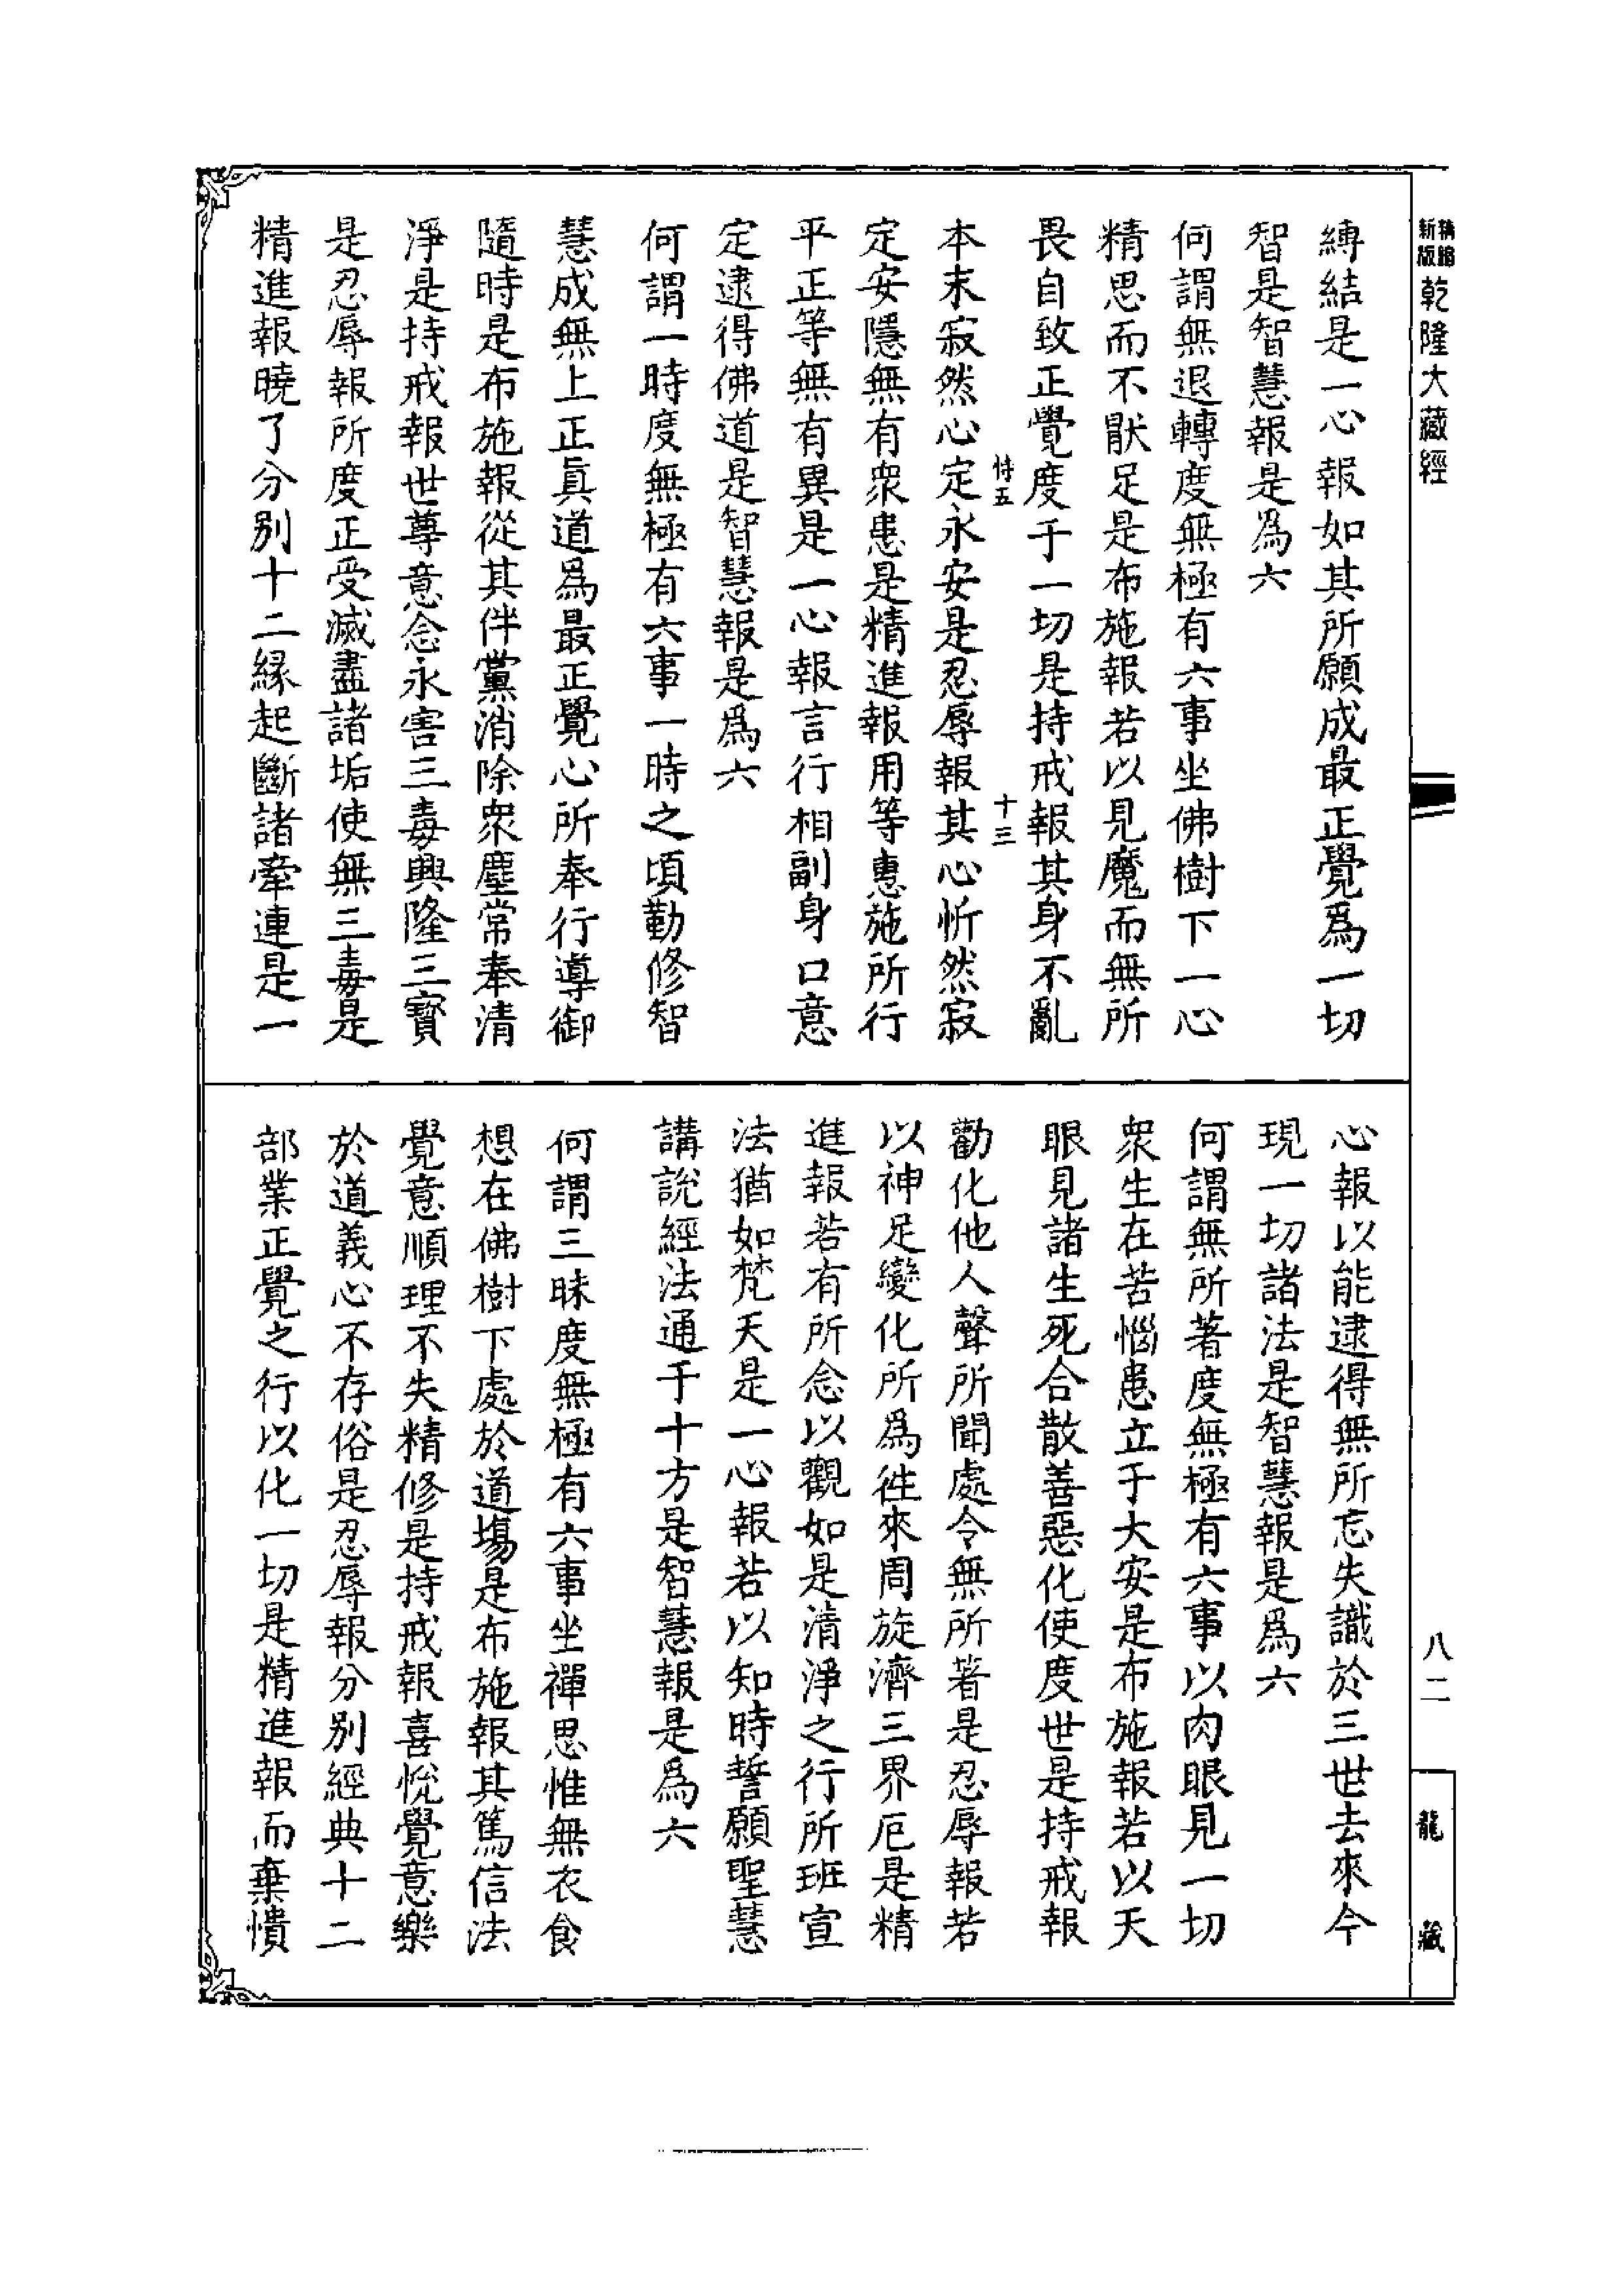 新版
乾隆大藏經
縛結是一心報如其所願成最正覺爲一切
智是智慧報是爲六
何謂無退轉度無極有六事坐佛樹下一心
精思而不厭足是布施報若以見魔而無所
畏自致正覺度于一切是持戒報其身不亂
五 十三
本末寂然心定永安是忍辱報其心忻然寂
定安隱無有衆患是精進報用等惠施所行
平正等無有異是一心報言行相副身口意
定逮得佛道是智慧報是爲六
何謂一時度無極有六事一時之頃勤修智
慧成無上正眞道爲最正覺心所奉行導御
隨時是布施報從其伴黨消除衆塵常奉清
淨是持戒報世尊意念永害三毒興隆三寶
是忍辱報所度正受滅盡諸垢使無三毒是
精進報曉了分別十二緣起斷諸牽連是一
心報以能逮得無所忘失識於三世去來今
現一切諸法是智慧報是爲六
何謂無所著度無極有六事以肉眼見一切
衆生在苦惱患立于大安是布施報若以天
眼見諸生死合散善惡化使度世是持戒報
勸化他人聲所聞處令無所著是忍辱報若
以神足變化所爲徃來周旋濟三界厄是精
進報若有所念以觀如是清淨之行所班宣
法猶如梵天是一心報若以知時誓願聖慧
講說經法通于十方是智慧報是爲六
何謂三昧度無極有六事坐禪思惟無衣食
想在佛樹下處於道場是布施報其篤信法
覺意順理不失精修是持戒報喜悅覺意樂
於道義心不存俗是忍辱報分別經典十二
部業正覺之行以化一切是精進報而棄憒
八二
龍藏